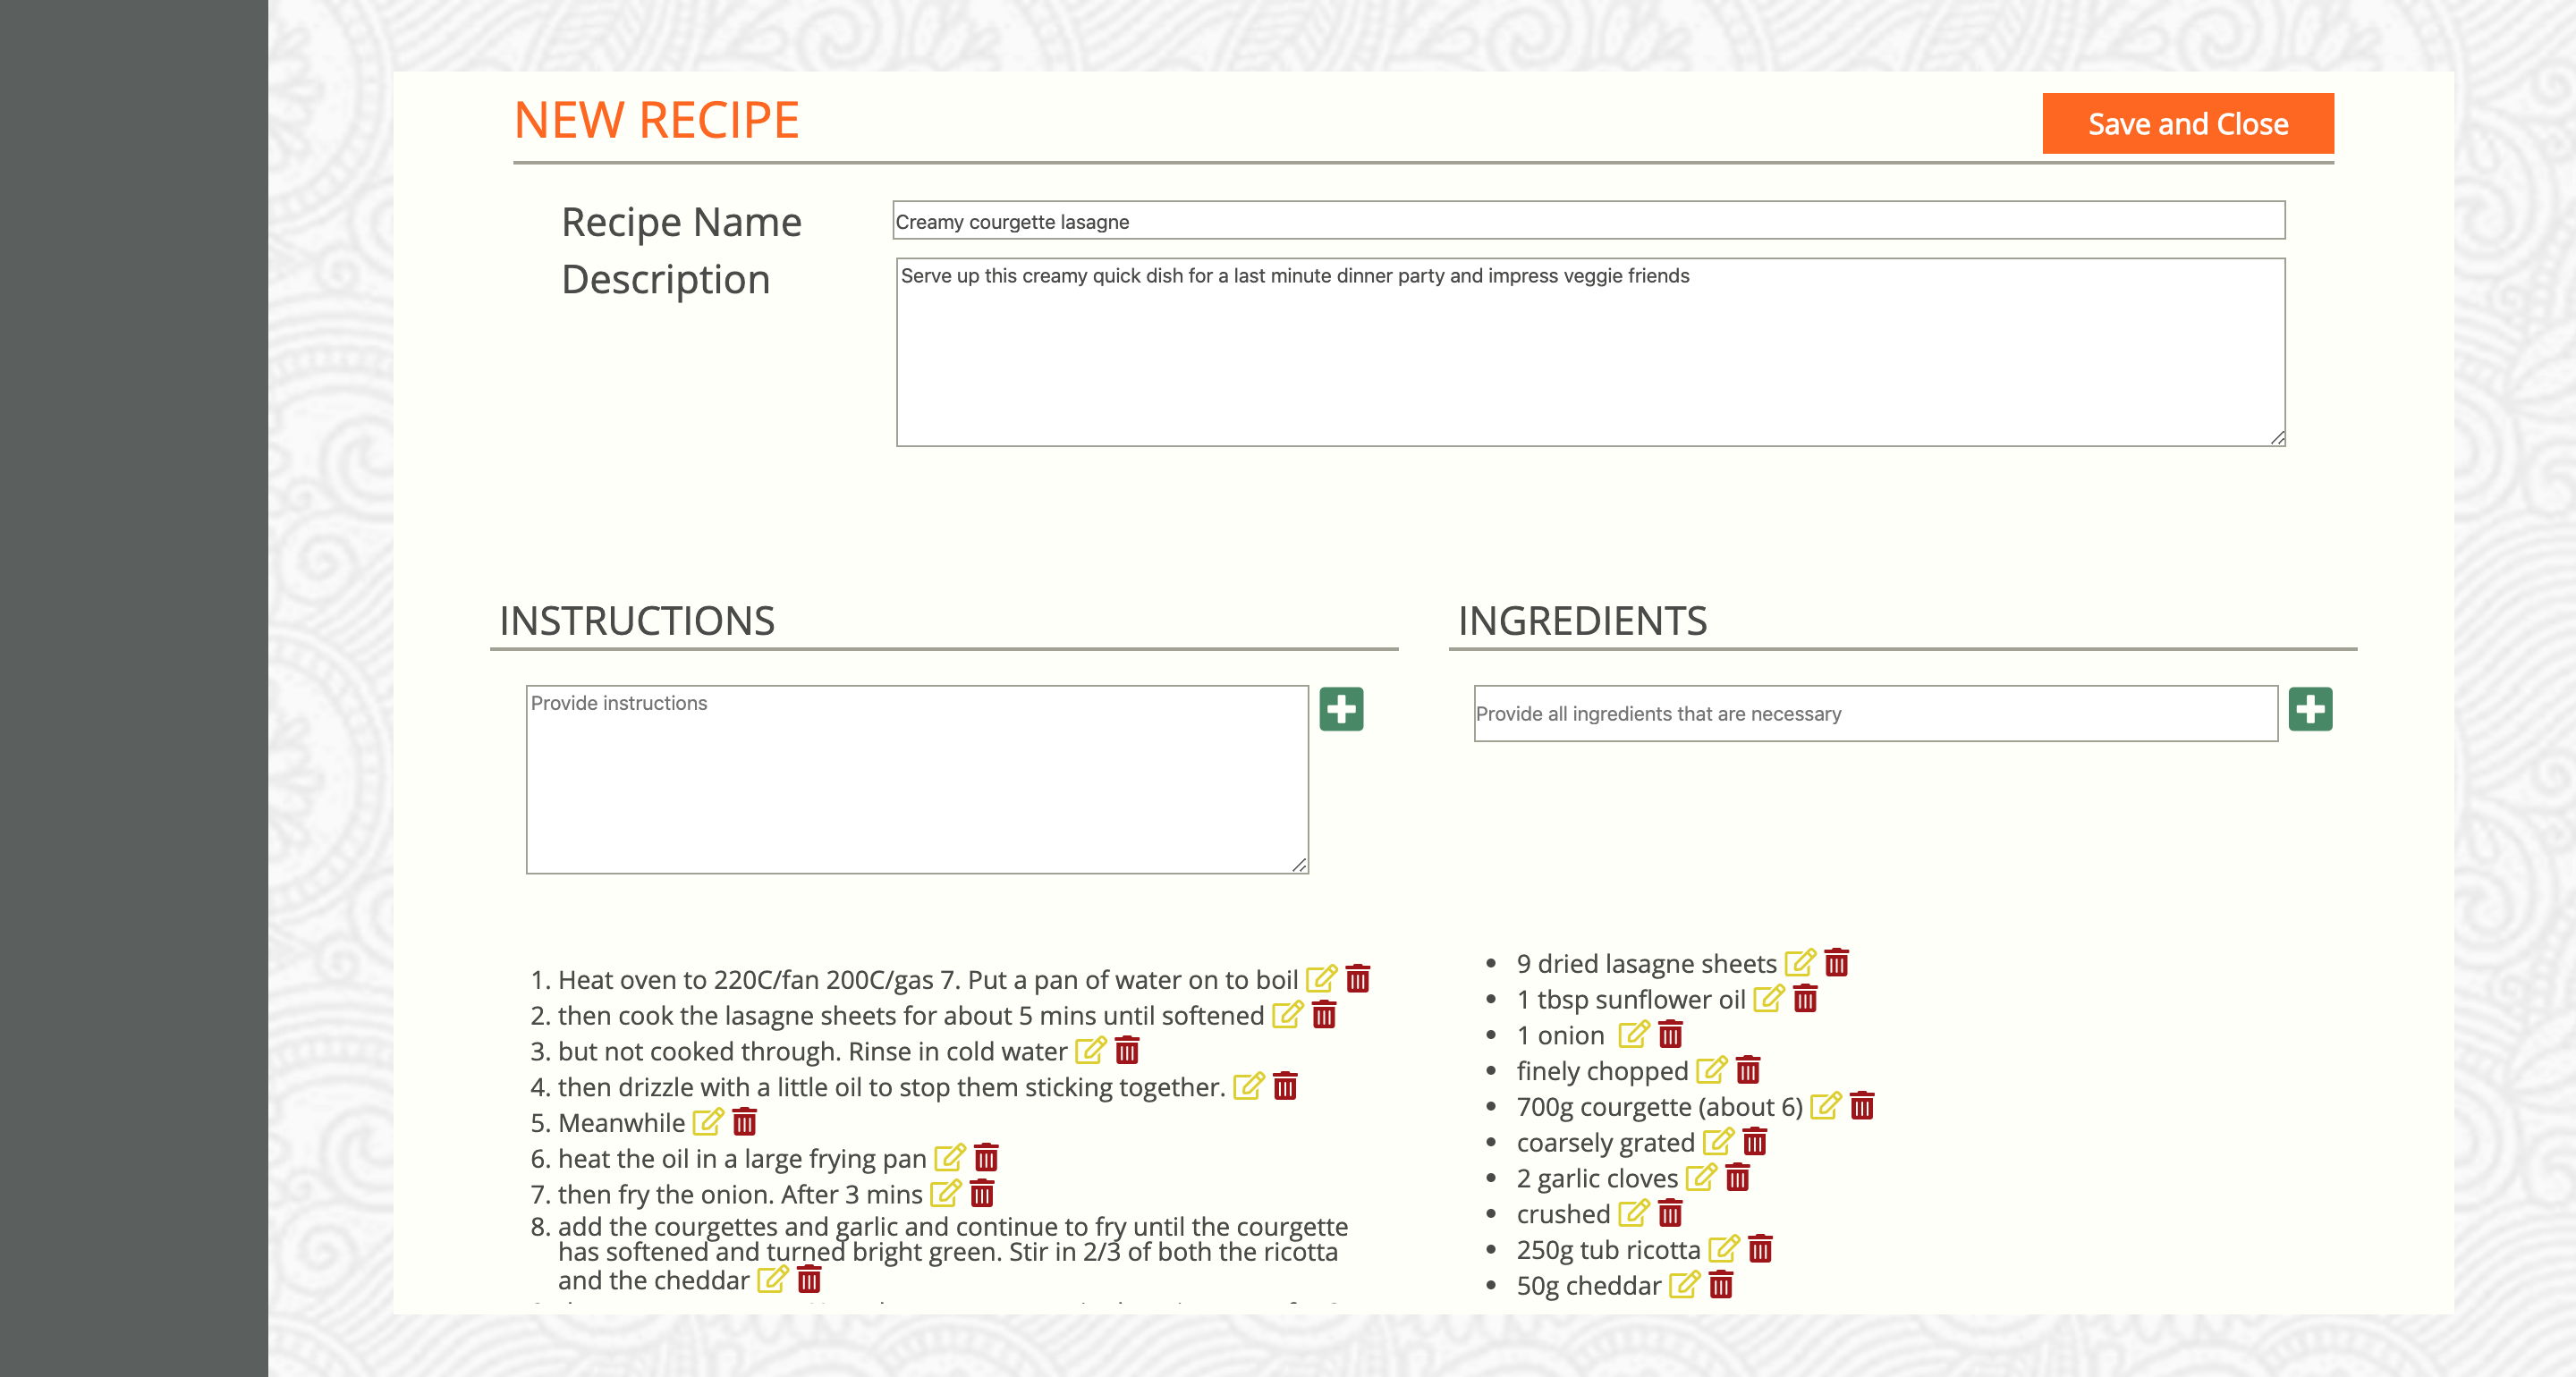 NEW RECIPE
Save and Close
Recipe Name
Creamy courgette lasagne
Description
Serve up this creamy quick dish for a last minute dinner party and impress veggie friends
INSTRUCTIONS
Provide instructions
1. Heat oven to 220C/fan 200C/gas 7. Put a pan of water on to boil
2. then cook the lasagne sheets for about 5 mins until softened
3. but not cooked through. Rinse in cold water
4. then drizzle with a little oil to stop them sticking together.
5. Meanwhile
6. heat the oil in a large frying pan
7. then fry the onion. After 3 mins
8. add the courgettes and garlic and continue to fry until the courgette
has softened and turned bright green. Stir in 2/3 of both the ricotta
and the cheddar
INGREDIENTS
Provide all ingredients that are necessary
• 9 dried lasagne sheets
• 1 tbsp sunflower oil
• 1 onion
• finely chopped
• 700g courgette (about 6)
• coarsely grated
• 2 garlic cloves
• crushed
• 250g tub ricotta
• 50g cheddar